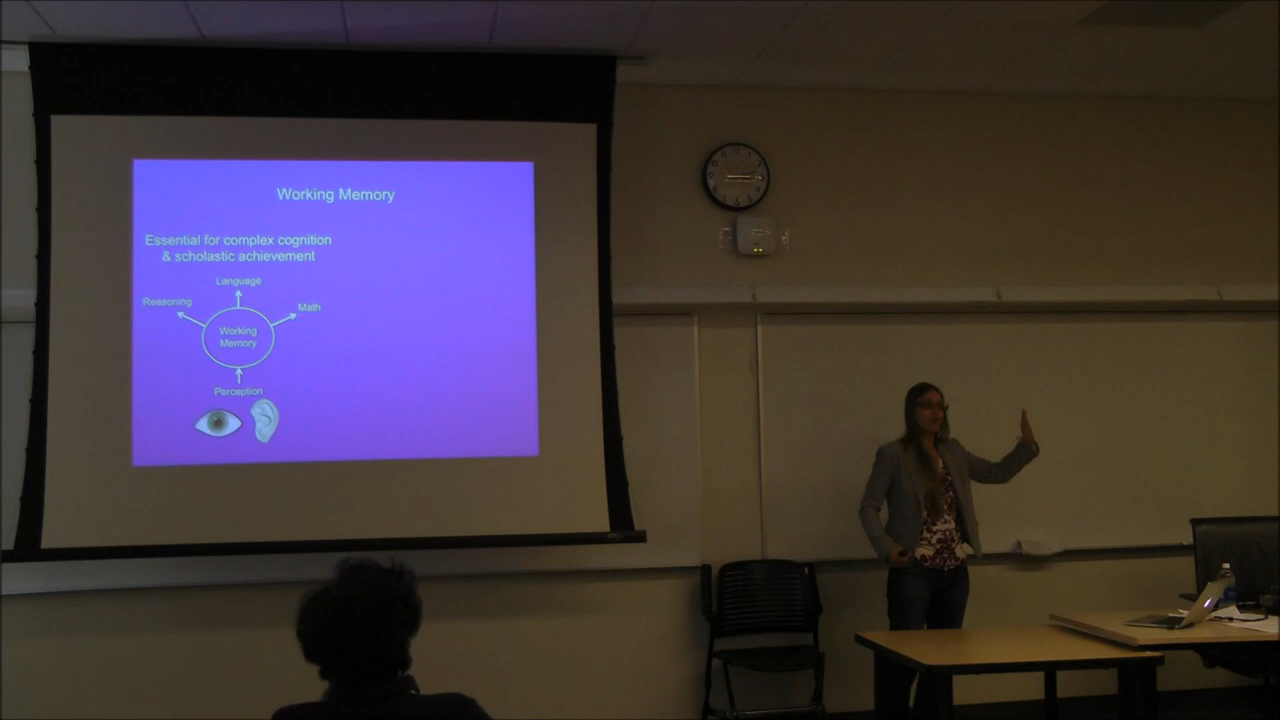 Working Memory
Essential for complex cognition
& scholastic achievement
Language
Reasoning
Math
Working
Memory
Perception